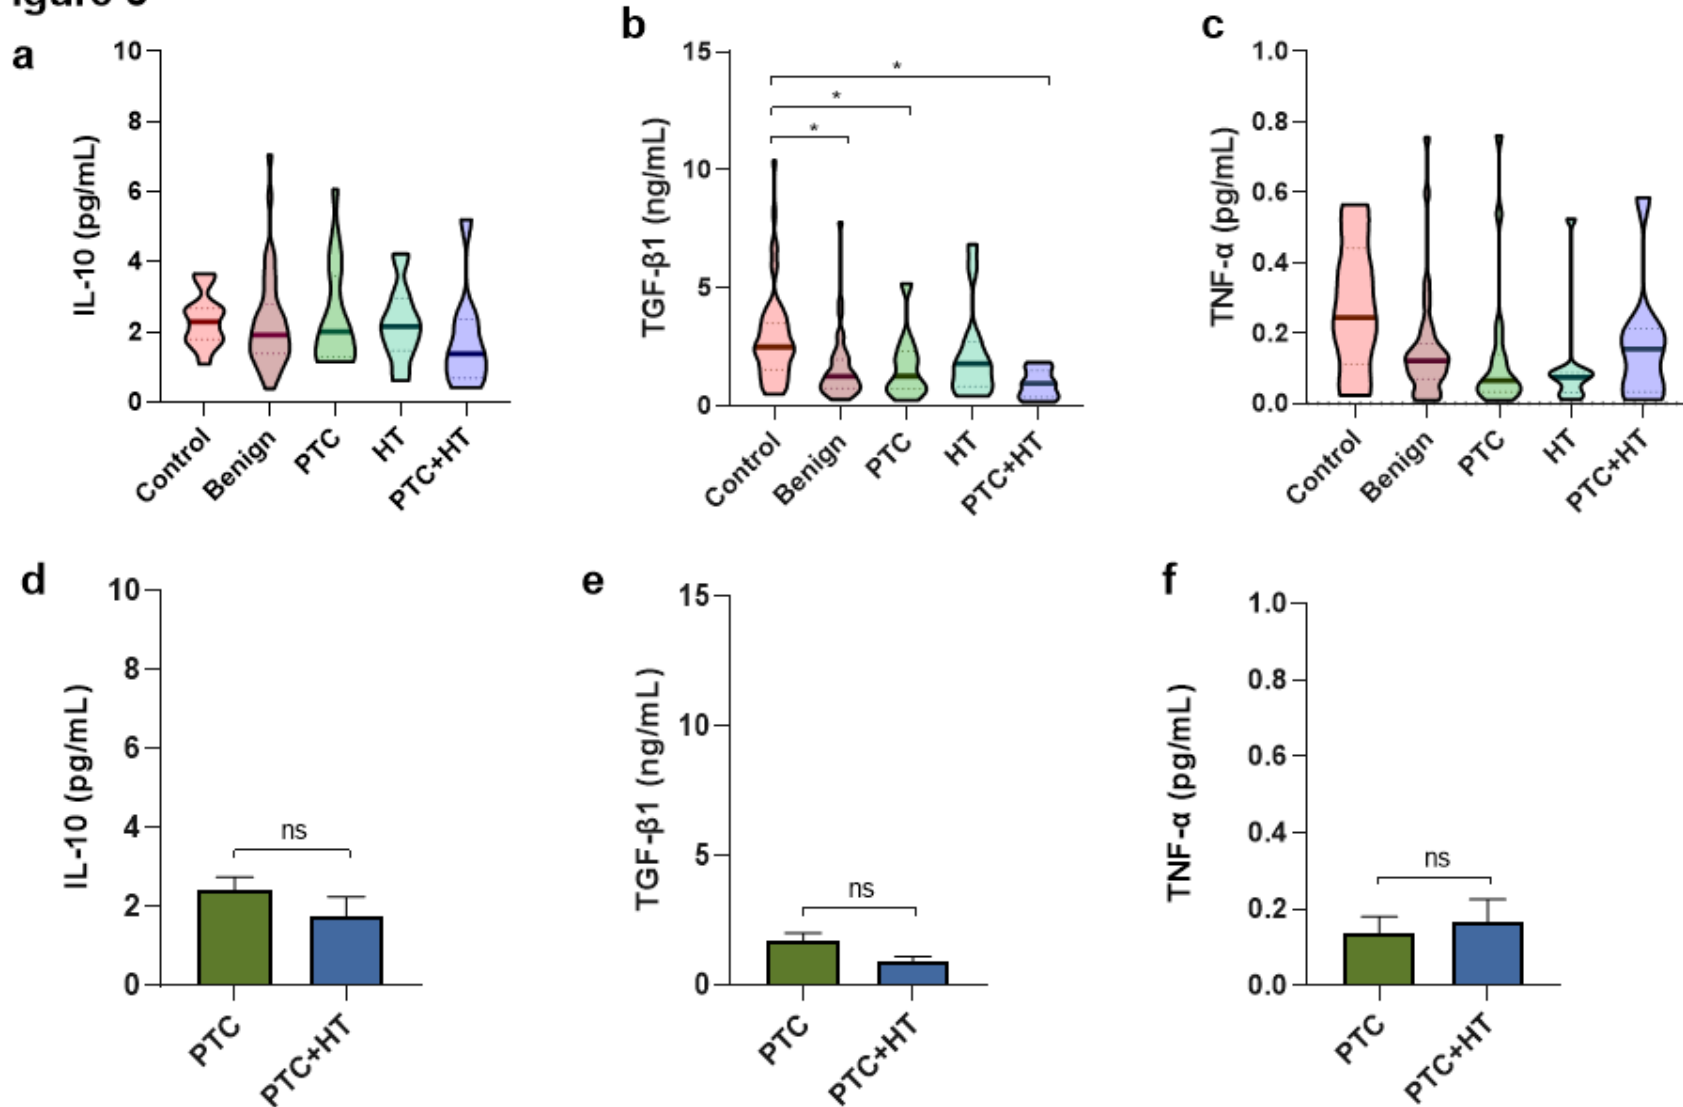 a
IL-10 (pg/mL)
10
8
6
4
2
0
Control
Benign
PTC
HT
PTC+HT
b
TGF-β1 (ng/mL)
15
10
5
0
*
*
*
Control
Benign
PTC
HT
PTC+HT
c
TNF-α (pg/mL)
1.0
0.8
0.6
0.4
0.2
0.0
Control
Benign
PTC
HT
PTC+HT
d
IL-10 (pg/mL)
10
8
6
4
2
0
ns
PTC
PTC+HT
e
TGF-β1 (ng/mL)
15
10
5
0
ns
PTC
PTC+HT
f
TNF-α (pg/mL)
1.0
0.8
0.6
0.4
0.2
0.0
ns
PTC
PTC+HT